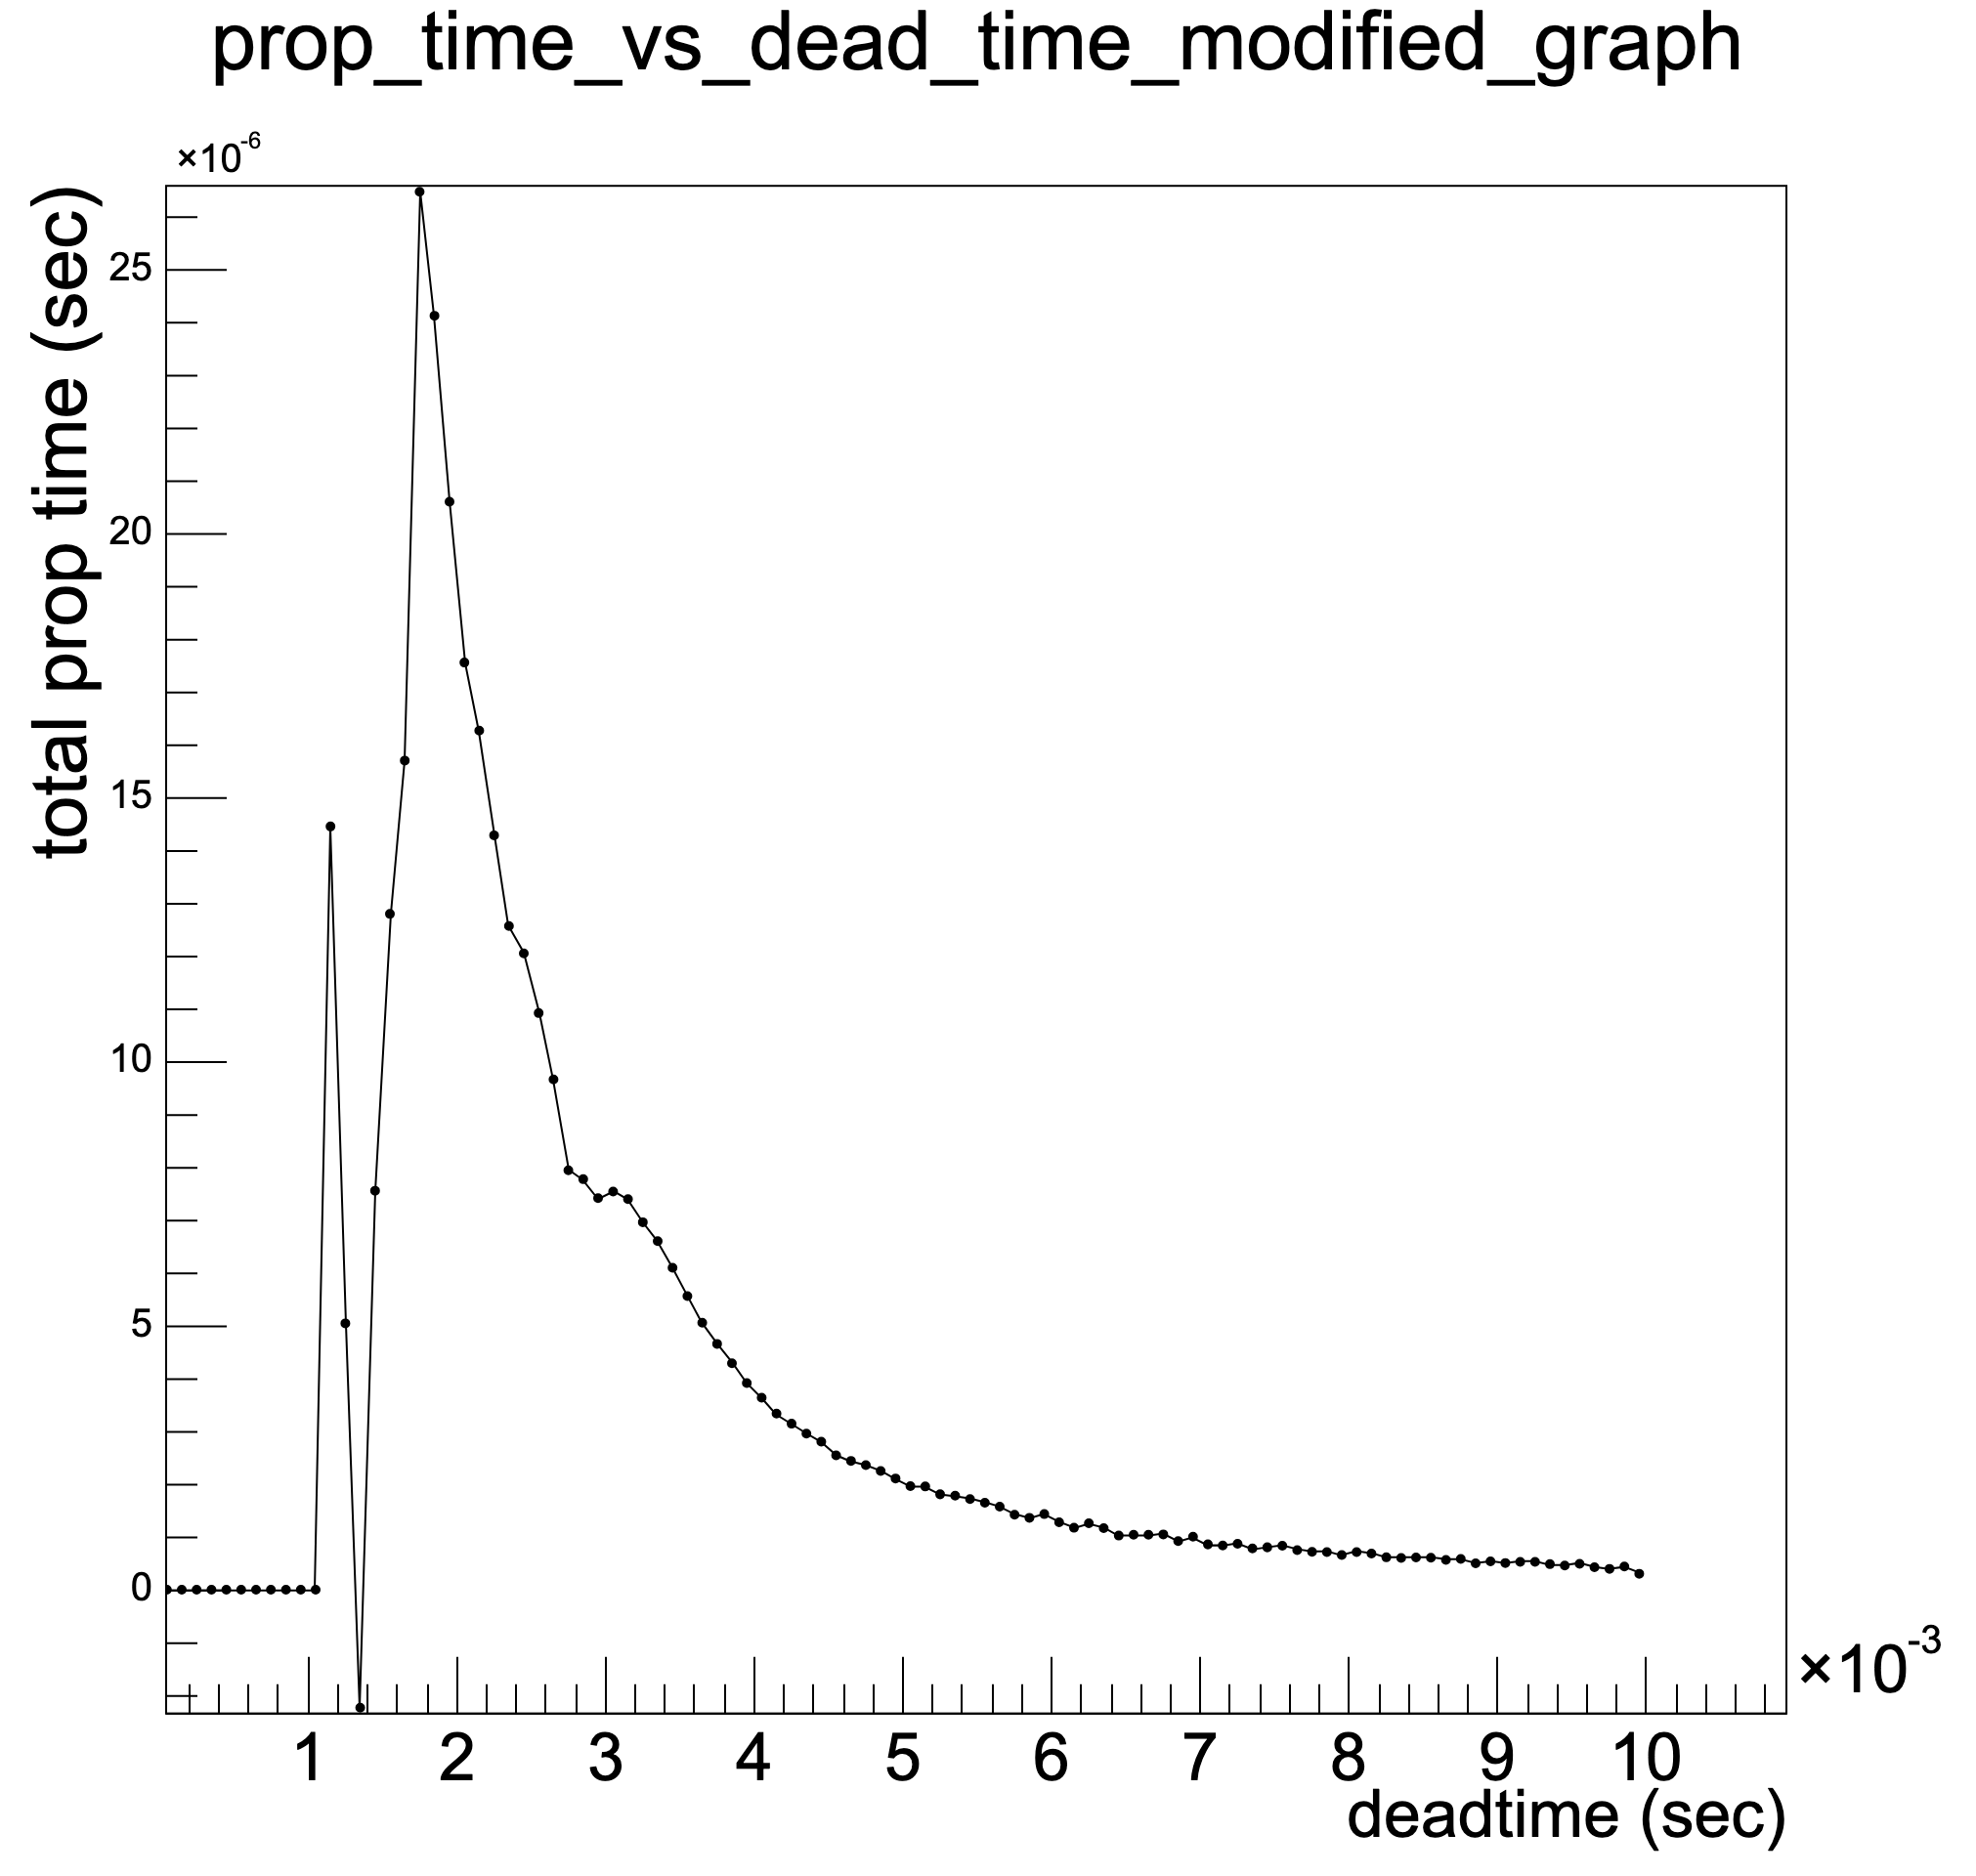 prop_time_vs_dead_time_modified_graph
×10-6
total prop time (sec)
25
20
15
10
5
0
×10-3
1 2 3 4 5 6 7 8 9 10
deadtime (sec)